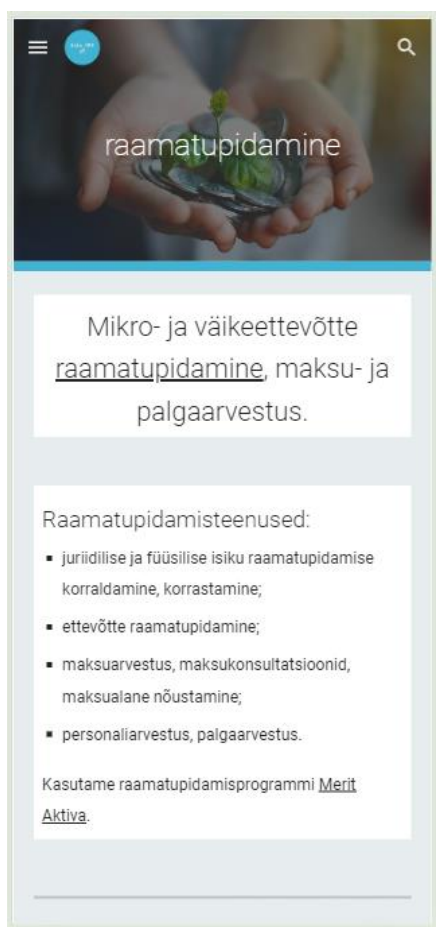 raamatupidamine
Mikro- ja väikeettevõtte
raamatupidamine, maksu- ja
palgaarvestus.
Raamatupidamisteenused:
▪ juriidilise ja füüsilise isiku raamatupidamise
korraldamine, korrastamine;
▪ ettevõtte raamatupidamine;
▪ maksuarvestus, maksukonsultatsioonid,
maksualane nõustamine;
▪ personaliarvestus, palgaarvestus.
Kasutame raamatupidamisprogrammi Merit
Aktiva.